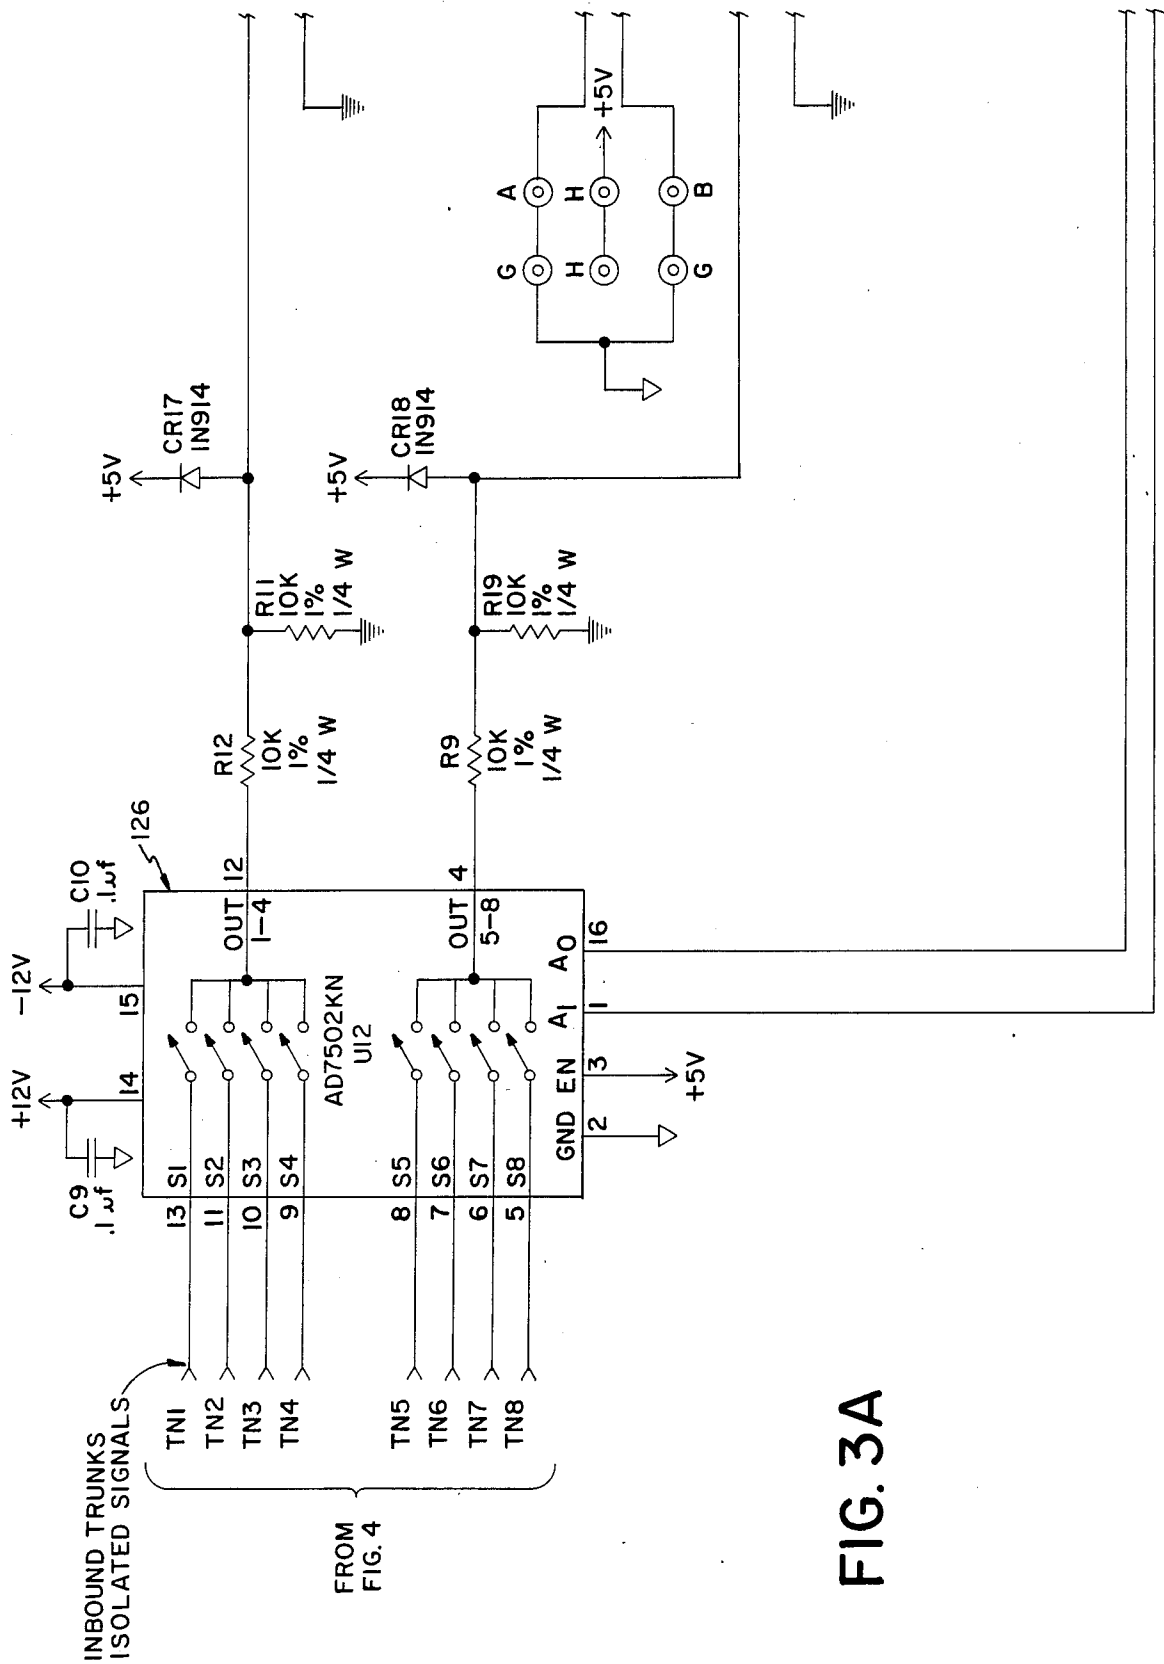 INBOUND TRUNKS
ISOLATED SIGNALS
FROM
FIG. 4
TN1
TN2
TN3
TN4
TN5
TN6
TN7
TN8
13 S1
11 S2
10 S3
9 S4
8 S5
7 S6
6 S7
5 S8
C9
.1 uf
+12V
14
-12V
15
C10
.1uf
126
AD7502KN
U12
OUT 12
1-4
OUT 4
5-8
GND EN A1 A0
2 3 1 16
+5V
R12
10K
1%
1/4 W
R11
10K
1%
1/4 W
+5V
CR17
1N914
R9
10K
1%
1/4 W
R19
10K
1%
1/4 W
+5V
CR18
1N914
G A
H H
+5V
G B
FIG. 3A